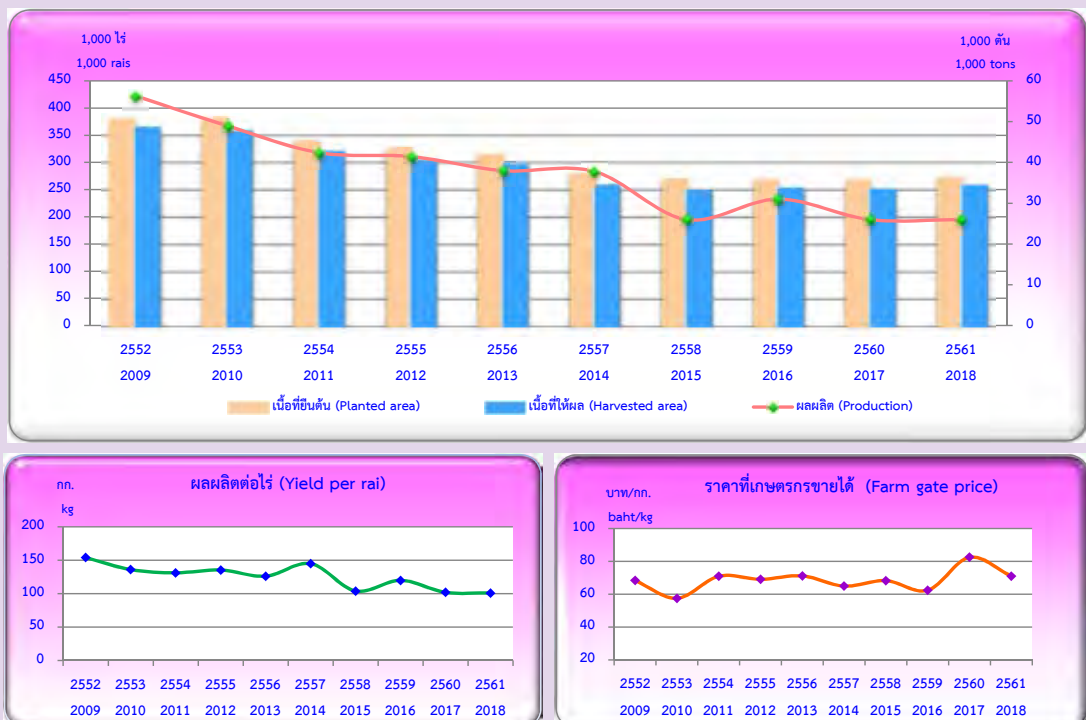 1,000 ไร่
1,000 rais
1,000 ตัน
1,000 tons
450
400
350
300
250
200
150
100
50
0
60
50
40
30
20
10
0
2552 2553 2554 2555 2556 2557 2558 2559 2560 2561
2009 2010 2011 2012 2013 2014 2015 2016 2017 2018
เนื้อที่ยืนต้น (Planted area) เนื้อที่ให้ผล (Harvested area) ผลผลิต (Production)
ผลผลิตต่อไร่ (Yield per rai)
กก.
kg
200
150
100
50
0
2552 2553 2554 2555 2556 2557 2558 2559 2560 2561
2009 2010 2011 2012 2013 2014 2015 2016 2017 2018
ราคาที่เกษตรกรขายได้ (Farm gate price)
บาท/กก.
baht/kg
100
80
60
40
20
2552 2553 2554 2555 2556 2557 2558 2559 2560 2561
2009 2010 2011 2012 2013 2014 2015 2016 2017 2018